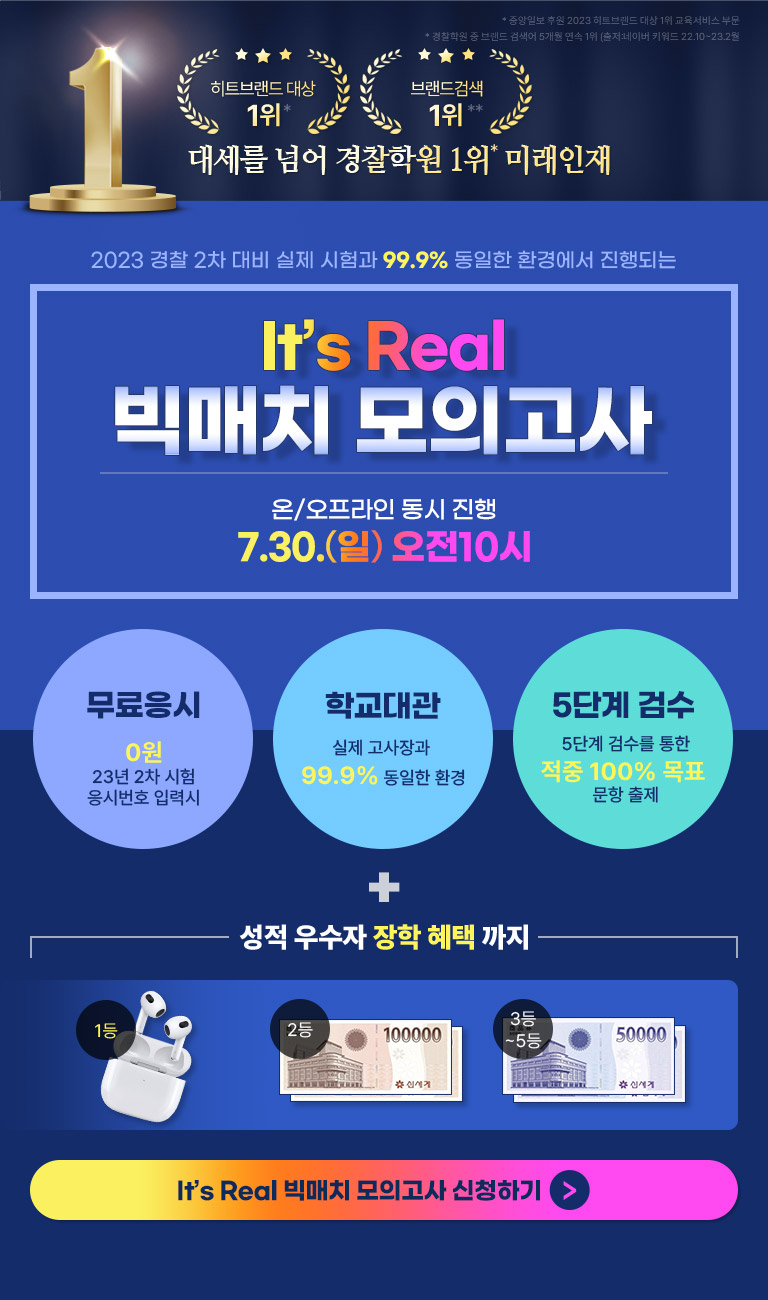 * 중앙일보 후원 2023 히트브랜드 대상 1위 교육서비스 부문
* 경찰학원 중 브랜드 검색어 5개월 연속 1위 (출처:네이버 키워드 22.10~23.2월
히트브랜드 대상
1위*
브랜드검색
1위**
대세를 넘어 경찰학원 1위* 미래인재
2023 경찰 2차 대비 실제 시험과 99.9% 동일한 환경에서 진행되는
It's Real
빅매치 모의고사
온/오프라인 동시 진행
7.30.(일) 오전10시
무료응시
0원
23년 2차 시험
응시번호 입력시
학교대관
실제 고사장과
99.9% 동일한 환경
5단계 검수
5단계 검수를 통한
적중 100% 목표
문항 출제
성적 우수자 장학 혜택 까지
1등
2등
100000
신세계
3등
~5등
50000
신세계
It's Real 빅매치 모의고사 신청하기